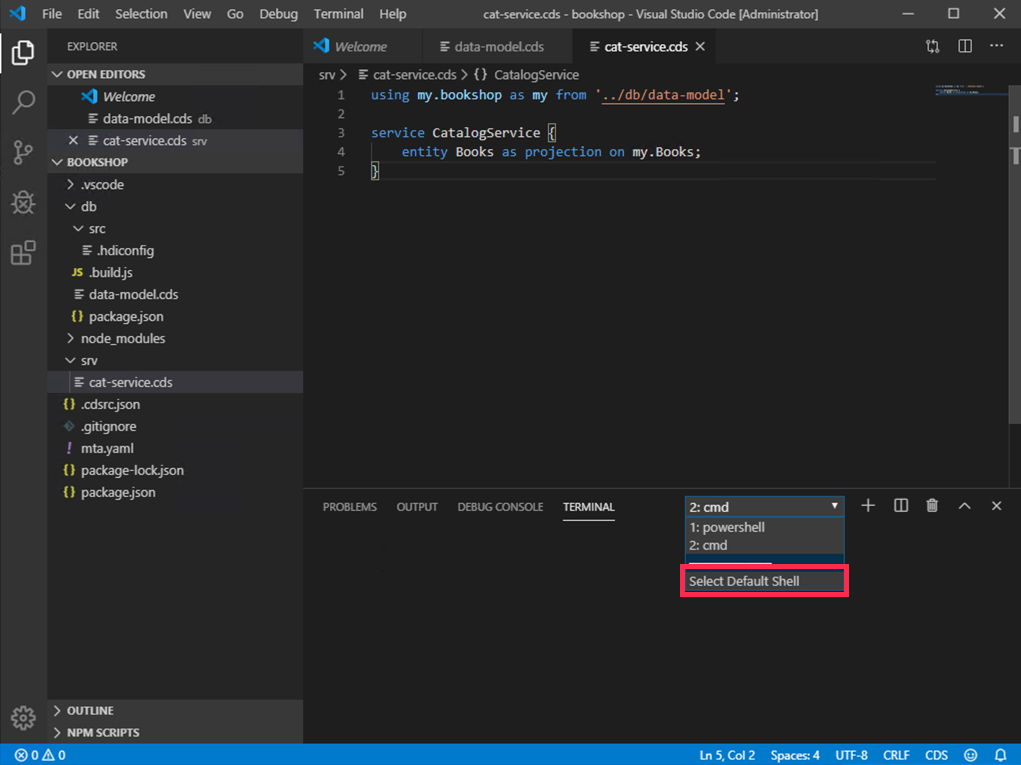 File Edit Selection View Go Debug Terminal Help cat-service.cds - bookshop - Visual Studio Code [Administrator]
EXPLORER
OPEN EDITORS
Welcome
data-model.cds db
cat-service.cds srv
BOOKSHOP
.vscode
db
src
.hdiconfig
JS .build.js
data-model.cds
{} package.json
node_modules
srv
cat-service.cds
{} .cdsrc.json
.gitignore
! mta.yaml
{} package-lock.json
{} package.json
OUTLINE
NPM SCRIPTS
Welcome data-model.cds cat-service.cds
srv > cat-service.cds > {} CatalogService
1 using my.bookshop as my from '../db/data-model';
2
3 service CatalogService {
4 entity Books as projection on my.Books;
5 }
PROBLEMS OUTPUT DEBUG CONSOLE TERMINAL
2: cmd
1: powershell
2: cmd
Select Default Shell
0 0 Ln 5, Col 2 Spaces: 4 UTF-8 CRLF CDS